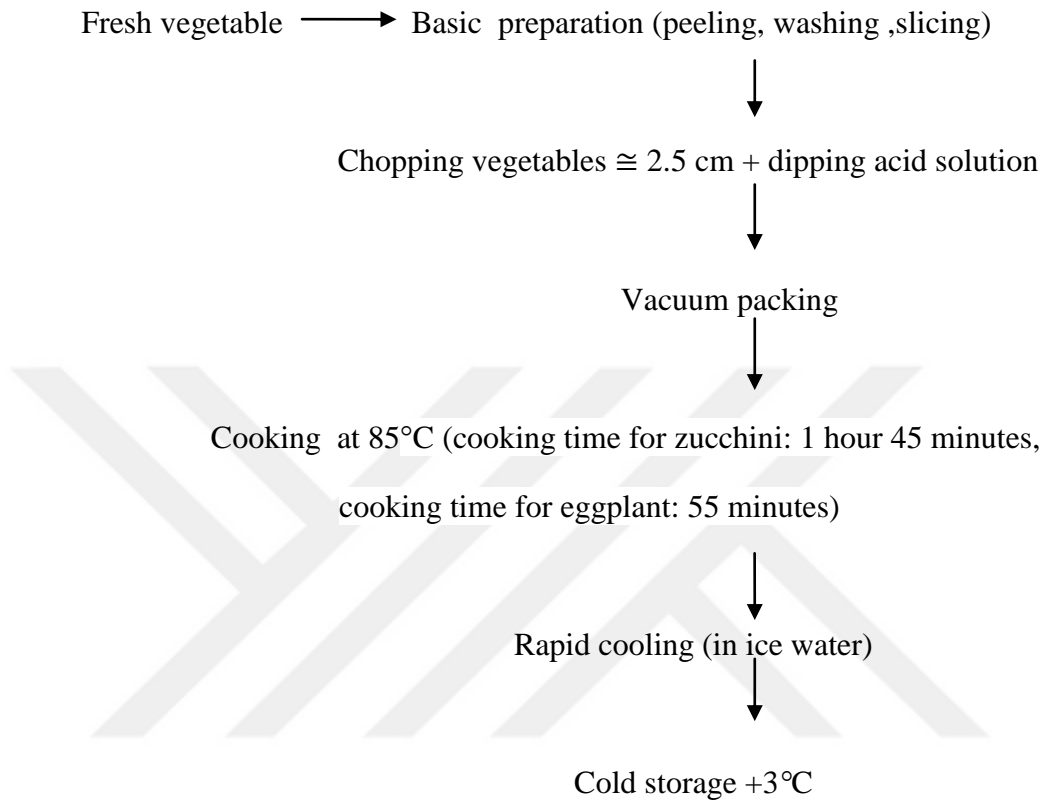 Fresh vegetable Basic preparation (peeling, washing ,slicing)
Chopping vegetables ≅ 2.5 cm + dipping acid solution
Vacuum packing
Cooking at 85°C (cooking time for zucchini: 1 hour 45 minutes,
cooking time for eggplant: 55 minutes)
Rapid cooling (in ice water)
Cold storage +3℃